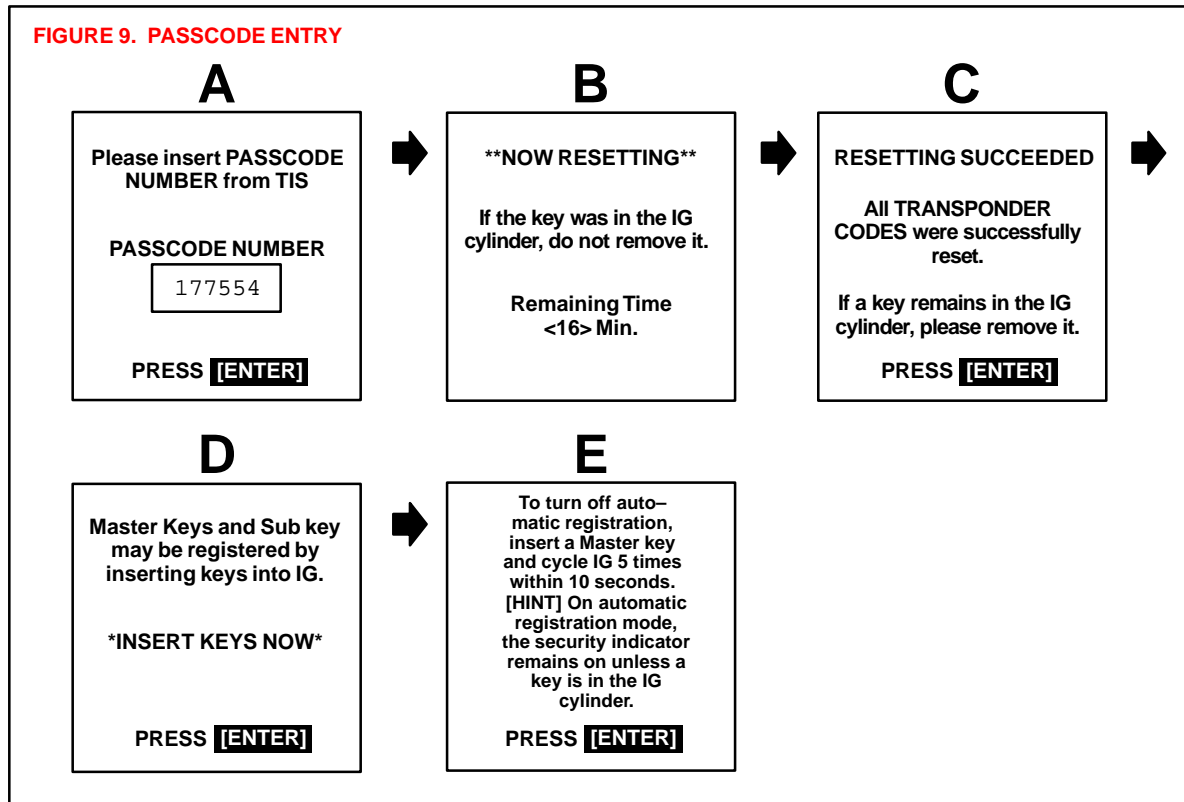 FIGURE 9. PASSCODE ENTRY
A
Please insert PASSCODE
NUMBER from TIS
PASSCODE NUMBER
177554
PRESS [ENTER]
B
**NOW RESETTING**
If the key was in the IG
cylinder, do not remove it.
Remaining Time
<16> Min.
C
RESETTING SUCCEEDED
All TRANSPONDER
CODES were successfully
reset.
If a key remains in the IG
cylinder, please remove it.
PRESS [ENTER]
D
Master Keys and Sub key
may be registered by
inserting keys into IG.
*INSERT KEYS NOW*
PRESS [ENTER]
E
To turn off auto–
matic registration,
insert a Master key
and cycle IG 5 times
within 10 seconds.
[HINT] On automatic
registration mode,
the security indicator
remains on unless a
key is in the IG
cylinder.
PRESS [ENTER]